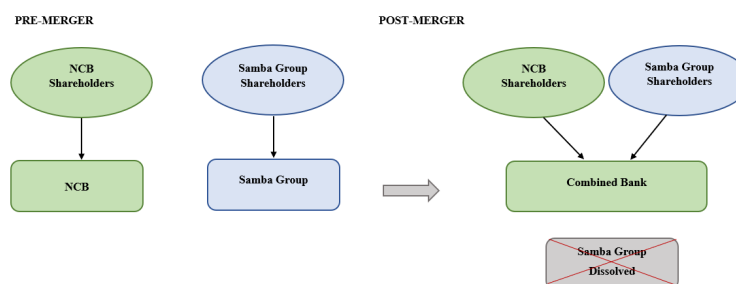 PRE-MERGER
POST-MERGER
NCB
Shareholders
Samba Group
Shareholders
NCB
Shareholders
Samba Group
Shareholders
NCB
Samba Group
Combined Bank
Samba Group
Dissolved